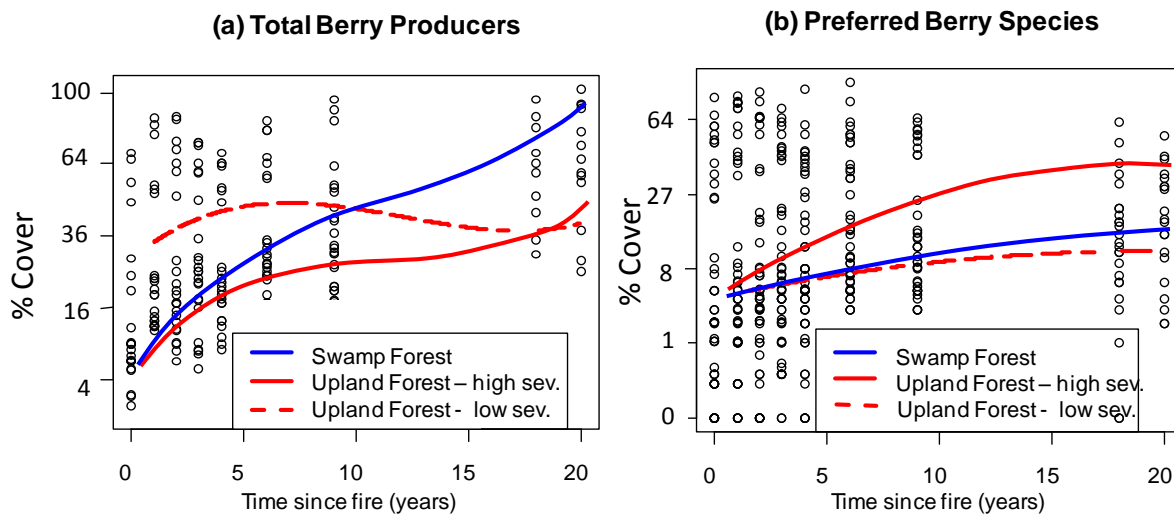 (a) Total Berry Producers
% Cover
100
64
36
16
4
Swamp Forest
Upland Forest – high sev.
Upland Forest - low sev.
0 5 10 15 20
Time since fire (years)
(b) Preferred Berry Species
% Cover
64
27
8
1
0
Swamp Forest
Upland Forest – high sev.
Upland Forest - low sev.
0 5 10 15 20
Time since fire (years)